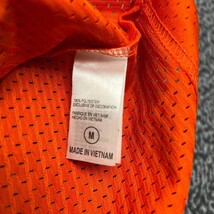 100% POLYESTER
EXCLUSIVE OF DECORATION
FABRIQUE EN VIETNAM
HECHO EN VIETNAM
M
MADE IN VIETNAM